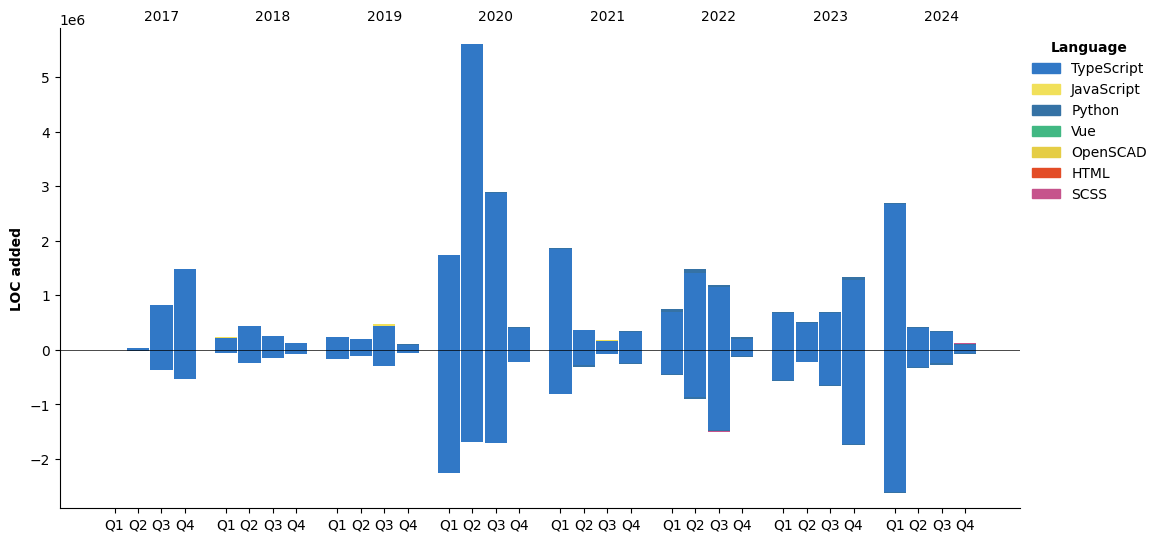 1e6 2017 2018 2019 2020 2021 2022 2023 2024
Language
TypeScript
JavaScript
Python
Vue
OpenSCAD
HTML
SCSS
LOC added
5
4
3
2
1
0
−1
−2
Q1 Q2 Q3 Q4 Q1 Q2 Q3 Q4 Q1 Q2 Q3 Q4 Q1 Q2 Q3 Q4 Q1 Q2 Q3 Q4 Q1 Q2 Q3 Q4 Q1 Q2 Q3 Q4 Q1 Q2 Q3 Q4